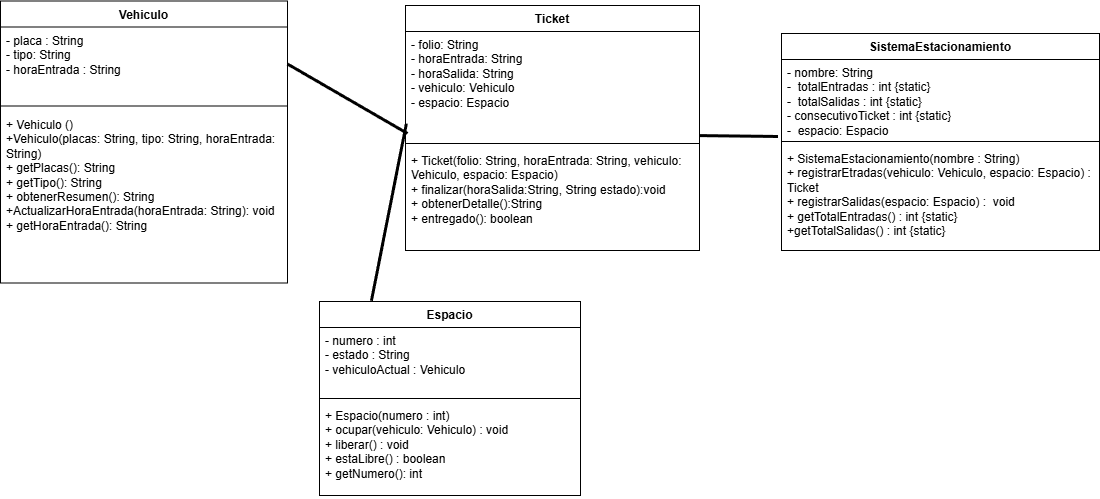 Vehiculo
- placa : String
- tipo: String
- horaEntrada : String
+ Vehiculo ()
+Vehiculo(placas: String, tipo: String, horaEntrada:
String)
+ getPlacas(): String
+ getTipo(): String
+ obtenerResumen(): String
+ActualizarHoraEntrada(horaEntrada: String): void
+ getHoraEntrada(): String
Ticket
- folio: String
- horaEntrada: String
- horaSalida: String
- vehiculo: Vehiculo
- espacio: Espacio
+ Ticket(folio: String, horaEntrada: String, vehiculo:
Vehiculo, espacio: Espacio)
+ finalizar(horaSalida:String, String estado):void
+ obtenerDetalle():String
+ entregado(): boolean
SistemaEstacionamiento
- nombre: String
- totalEntradas : int {static}
- totalSalidas : int {static}
- consecutivoTicket : int {static}
- espacio: Espacio
+ SistemaEstacionamiento(nombre : String)
+ registrarEtradas(vehiculo: Vehiculo, espacio: Espacio) :
Ticket
+ registrarSalidas(espacio: Espacio) : void
+ getTotalEntradas() : int {static}
+getTotalSalidas() : int {static}
Espacio
- numero : int
- estado : String
- vehiculoActual : Vehiculo
+ Espacio(numero : int)
+ ocupar(vehiculo: Vehiculo) : void
+ liberar() : void
+ estaLibre() : boolean
+ getNumero(): int